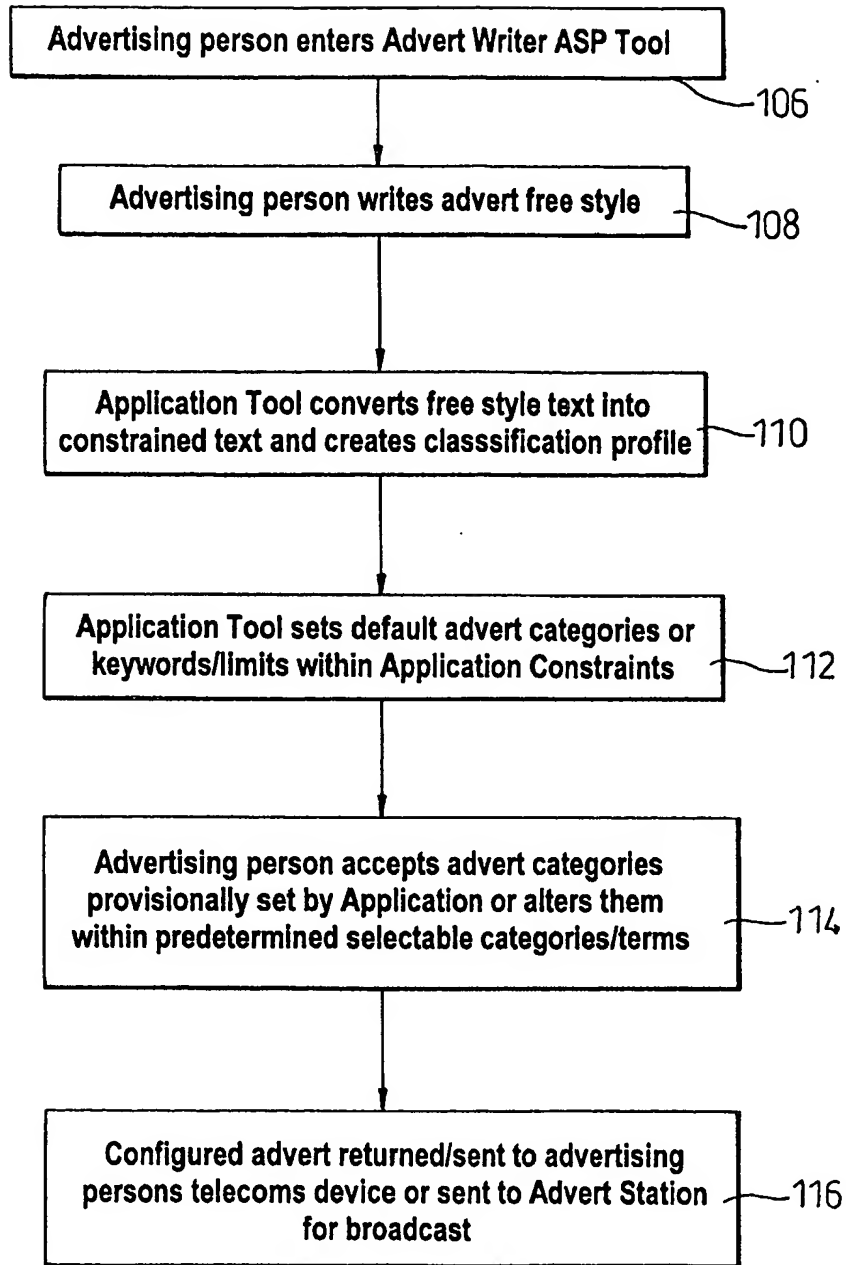 Advertising person enters Advert Writer ASP Tool
106
Advertising person writes advert free style
108
Application Tool converts free style text into
constrained text and creates classsification profile
110
Application Tool sets default advert categories or
keywords/limits within Application Constraints
112
Advertising person accepts advert categories
provisionally set by Application or alters them
within predetermined selectable categories/terms
114
Configured advert returned/sent to advertising
persons telecoms device or sent to Advert Station
for broadcast
116